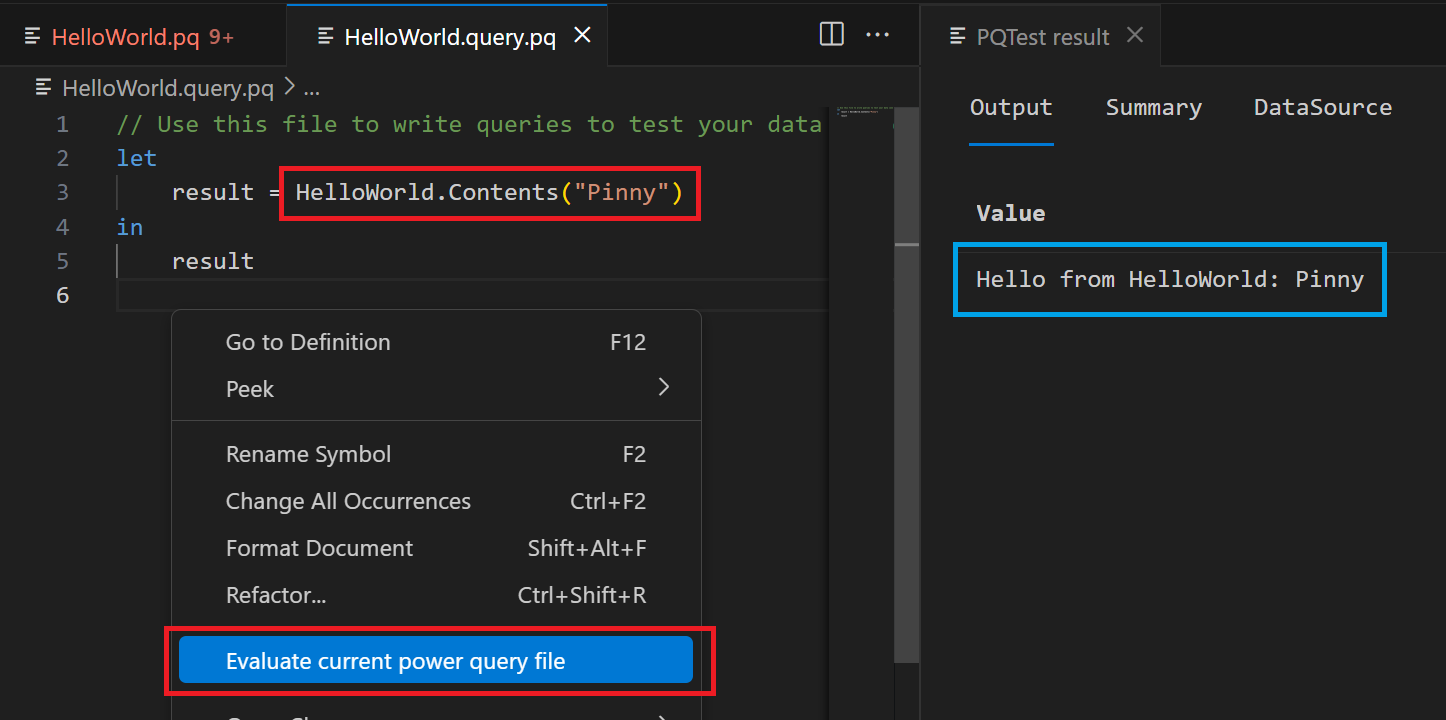 HelloWorld.pq 9+
HelloWorld.query.pq
PQTest result
HelloWorld.query.pq > ...
1 // Use this file to write queries to test your data
2 let
3 result = HelloWorld.Contents("Pinny")
4 in
5 result
6
Go to Definition F12
Peek
Rename Symbol F2
Change All Occurrences Ctrl+F2
Format Document Shift+Alt+F
Refactor... Ctrl+Shift+R
Evaluate current power query file
Output Summary DataSource
Value
Hello from HelloWorld: Pinny